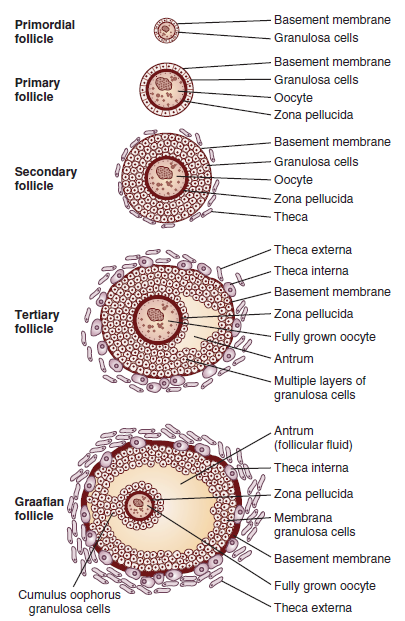 Primordial
follicle
Basement membrane
Granulosa cells
Primary
follicle
Basement membrane
Granulosa cells
Oocyte
Zona pellucida
Secondary
follicle
Basement membrane
Granulosa cells
Oocyte
Zona pellucida
Theca
Tertiary
follicle
Theca externa
Theca interna
Basement membrane
Zona pellucida
Fully grown oocyte
Antrum
Multiple layers of
granulosa cells
Graafian
follicle
Antrum
(follicular fluid)
Theca interna
Zona pellucida
Membrana
granulosa cells
Basement membrane
Fully grown oocyte
Theca externa
Cumulus oophorus
granulosa cells